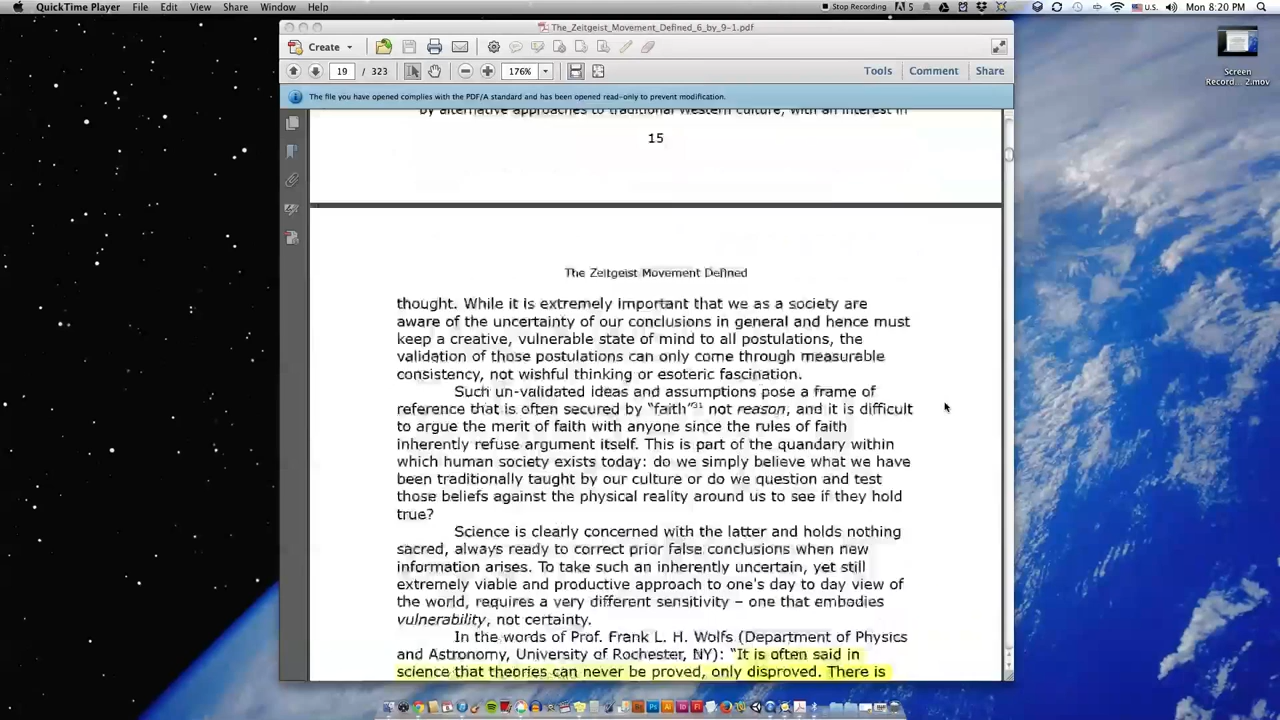 QuickTime Player File Edit View Share Window Help
Stop Recording 5 U.S. Mon 8:20 PM
The_Zeitgeist_Movement_Defined_6_by_9-1.pdf
Create
19 / 323 176% Tools Comment Share
The file you have opened complies with the PDF/A standard and has been opened read-only to prevent modification.
Screen
Record... 2.mov
by alternative approaches to traditional Western culture, with an interest in
15
The Zeitgeist Movement Defined
thought. While it is extremely important that we as a society are
aware of the uncertainty of our conclusions in general and hence must
keep a creative, vulnerable state of mind to all postulations, the
validation of those postulations can only come through measurable
consistency, not wishful thinking or esoteric fascination.
Such un-validated ideas and assumptions pose a frame of
reference that is often secured by “faith”31 not reason, and it is difficult
to argue the merit of faith with anyone since the rules of faith
inherently refuse argument itself. This is part of the quandary within
which human society exists today: do we simply believe what we have
been traditionally taught by our culture or do we question and test
those beliefs against the physical reality around us to see if they hold
true?
Science is clearly concerned with the latter and holds nothing
sacred, always ready to correct prior false conclusions when new
information arises. To take such an inherently uncertain, yet still
extremely viable and productive approach to one's day to day view of
the world, requires a very different sensitivity – one that embodies
vulnerability, not certainty.
In the words of Prof. Frank L. H. Wolfs (Department of Physics
and Astronomy, University of Rochester, NY): “It is often said in
science that theories can never be proved, only disproved. There is